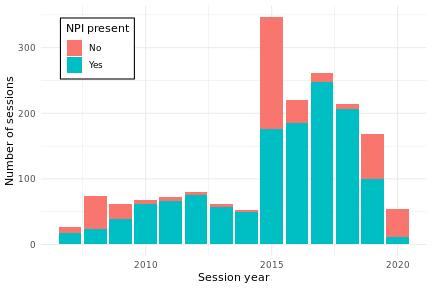 NPI present
No
Yes
Number of sessions
300
200
100
0
2010
2015
2020
Session year